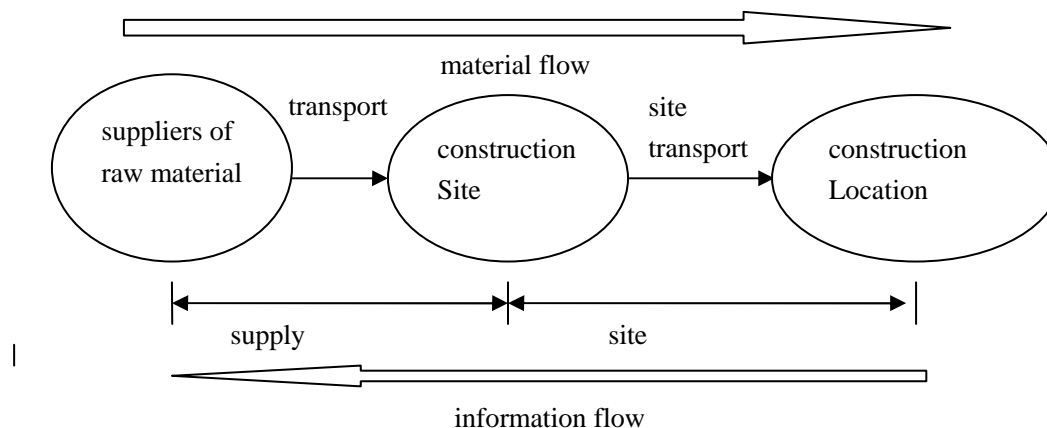 material flow
suppliers of
raw material
transport
construction
Site
site
transport
construction
Location
supply
site
information flow